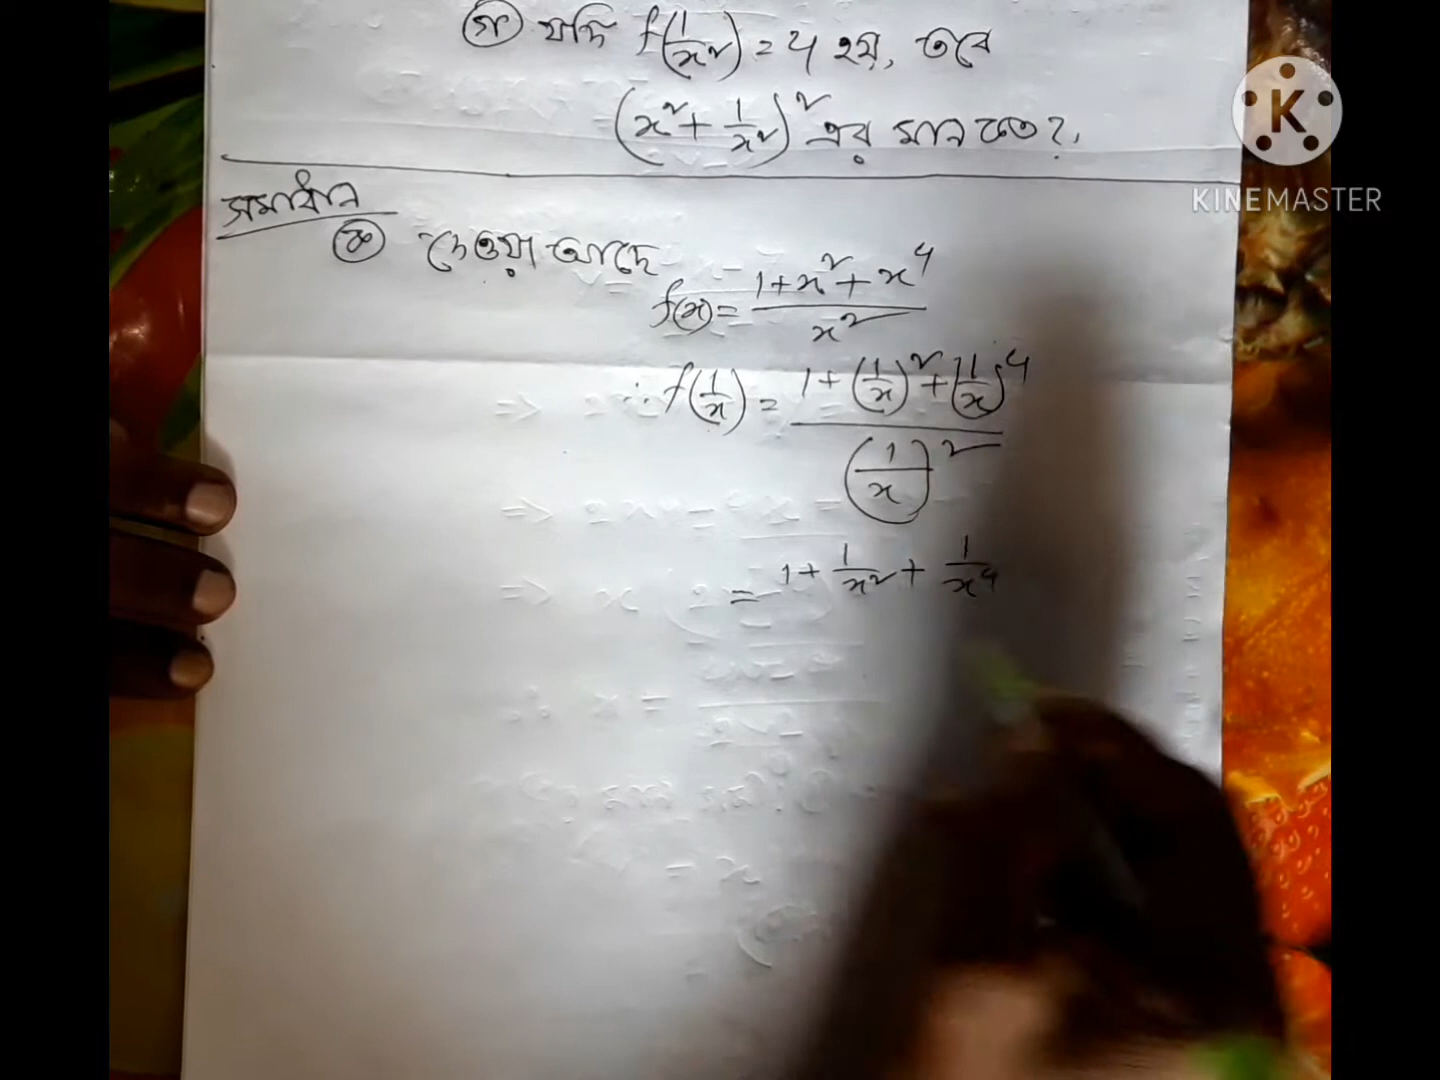 (গ) যদি f(1/x²) = 4 হয়, তবে
(x² + 1/x²)² এর মান কত?
K
KINEMASTER
সমাধান
(ক) দেওয়া আছে
f(x) = (1+x²+x⁴)/x²
∴ f(1/x) = (1+(1/x)²+(1/x)⁴)/(1/x)²
= 1+1/x²+1/x⁴